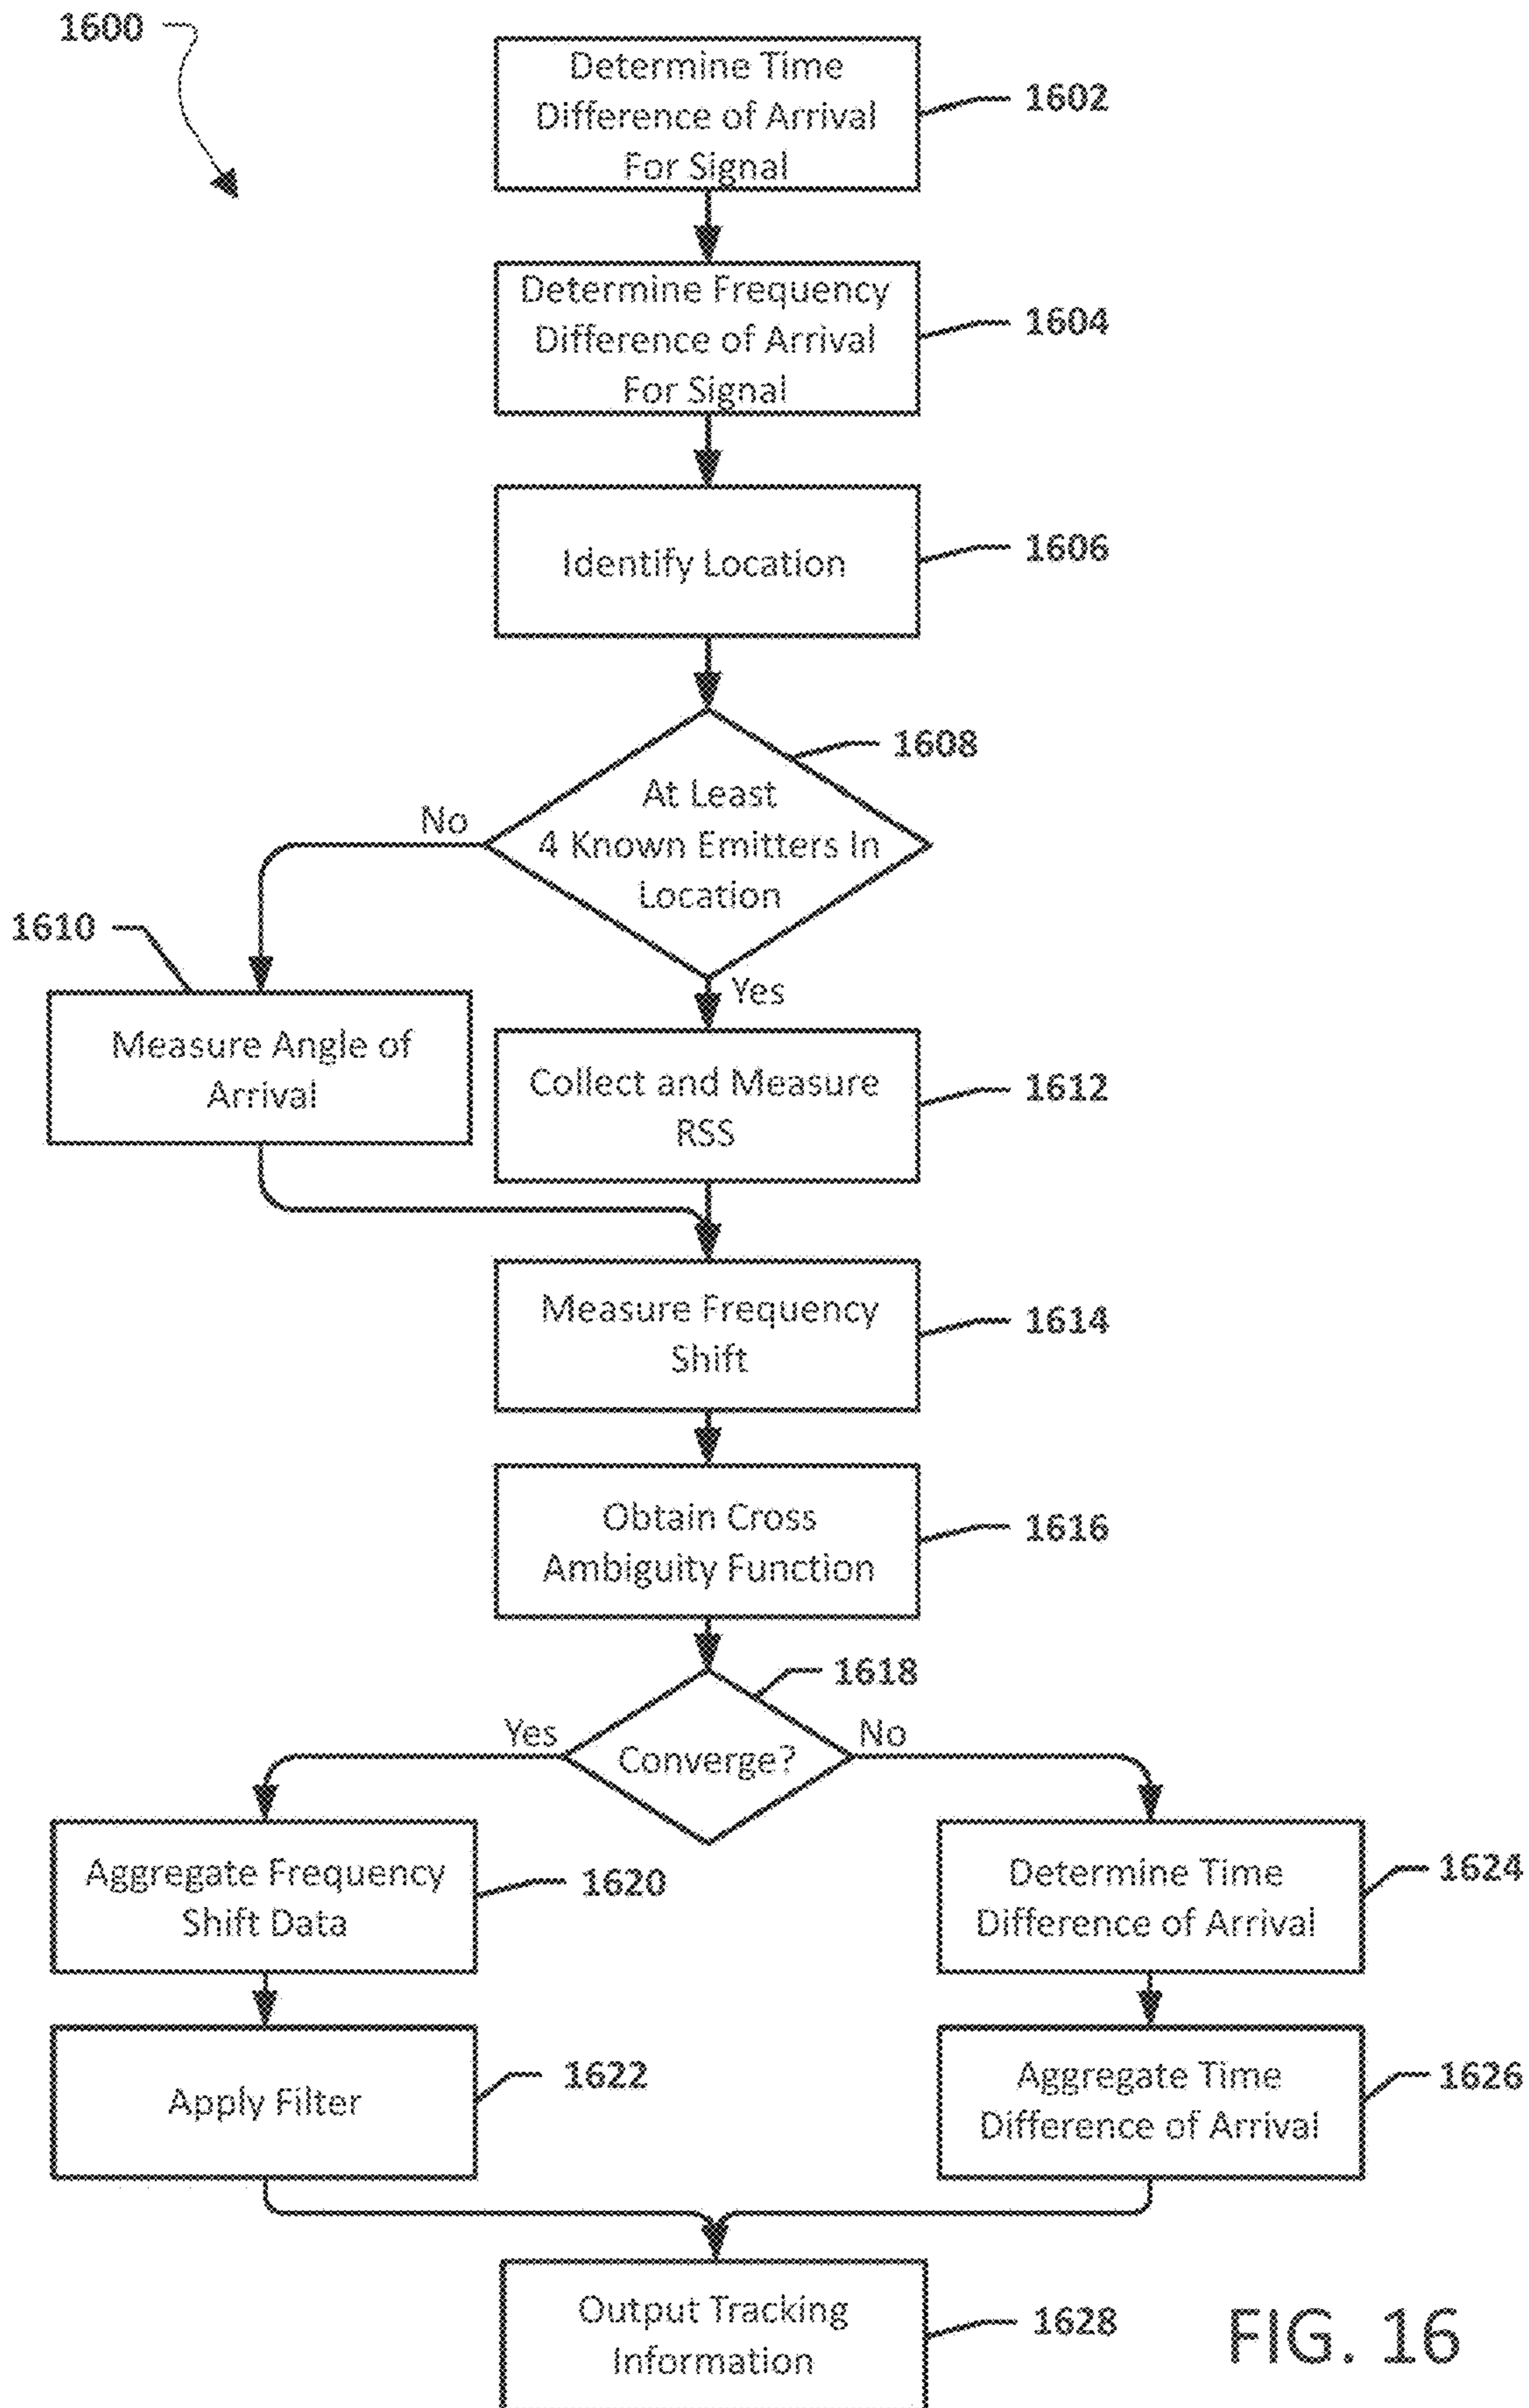 1600
Determine Time
Difference of Arrival
For Signal
1602
Determine Frequency
Difference of Arrival
For Signal
1604
Identify Location
1606
1608
At Least
4 Known Emitters In
Location
No
Yes
1610
Measure Angle of
Arrival
Collect and Measure
RSS
1612
Measure Frequency
Shift
1614
Obtain Cross
Ambiguity Function
1616
1618
Converge?
Yes
No
Aggregate Frequency
Shift Data
1620
Determine Time
Difference of Arrival
1624
Apply Filter
1622
Aggregate Time
Difference of Arrival
1626
Output Tracking
Information
1628
FIG. 16